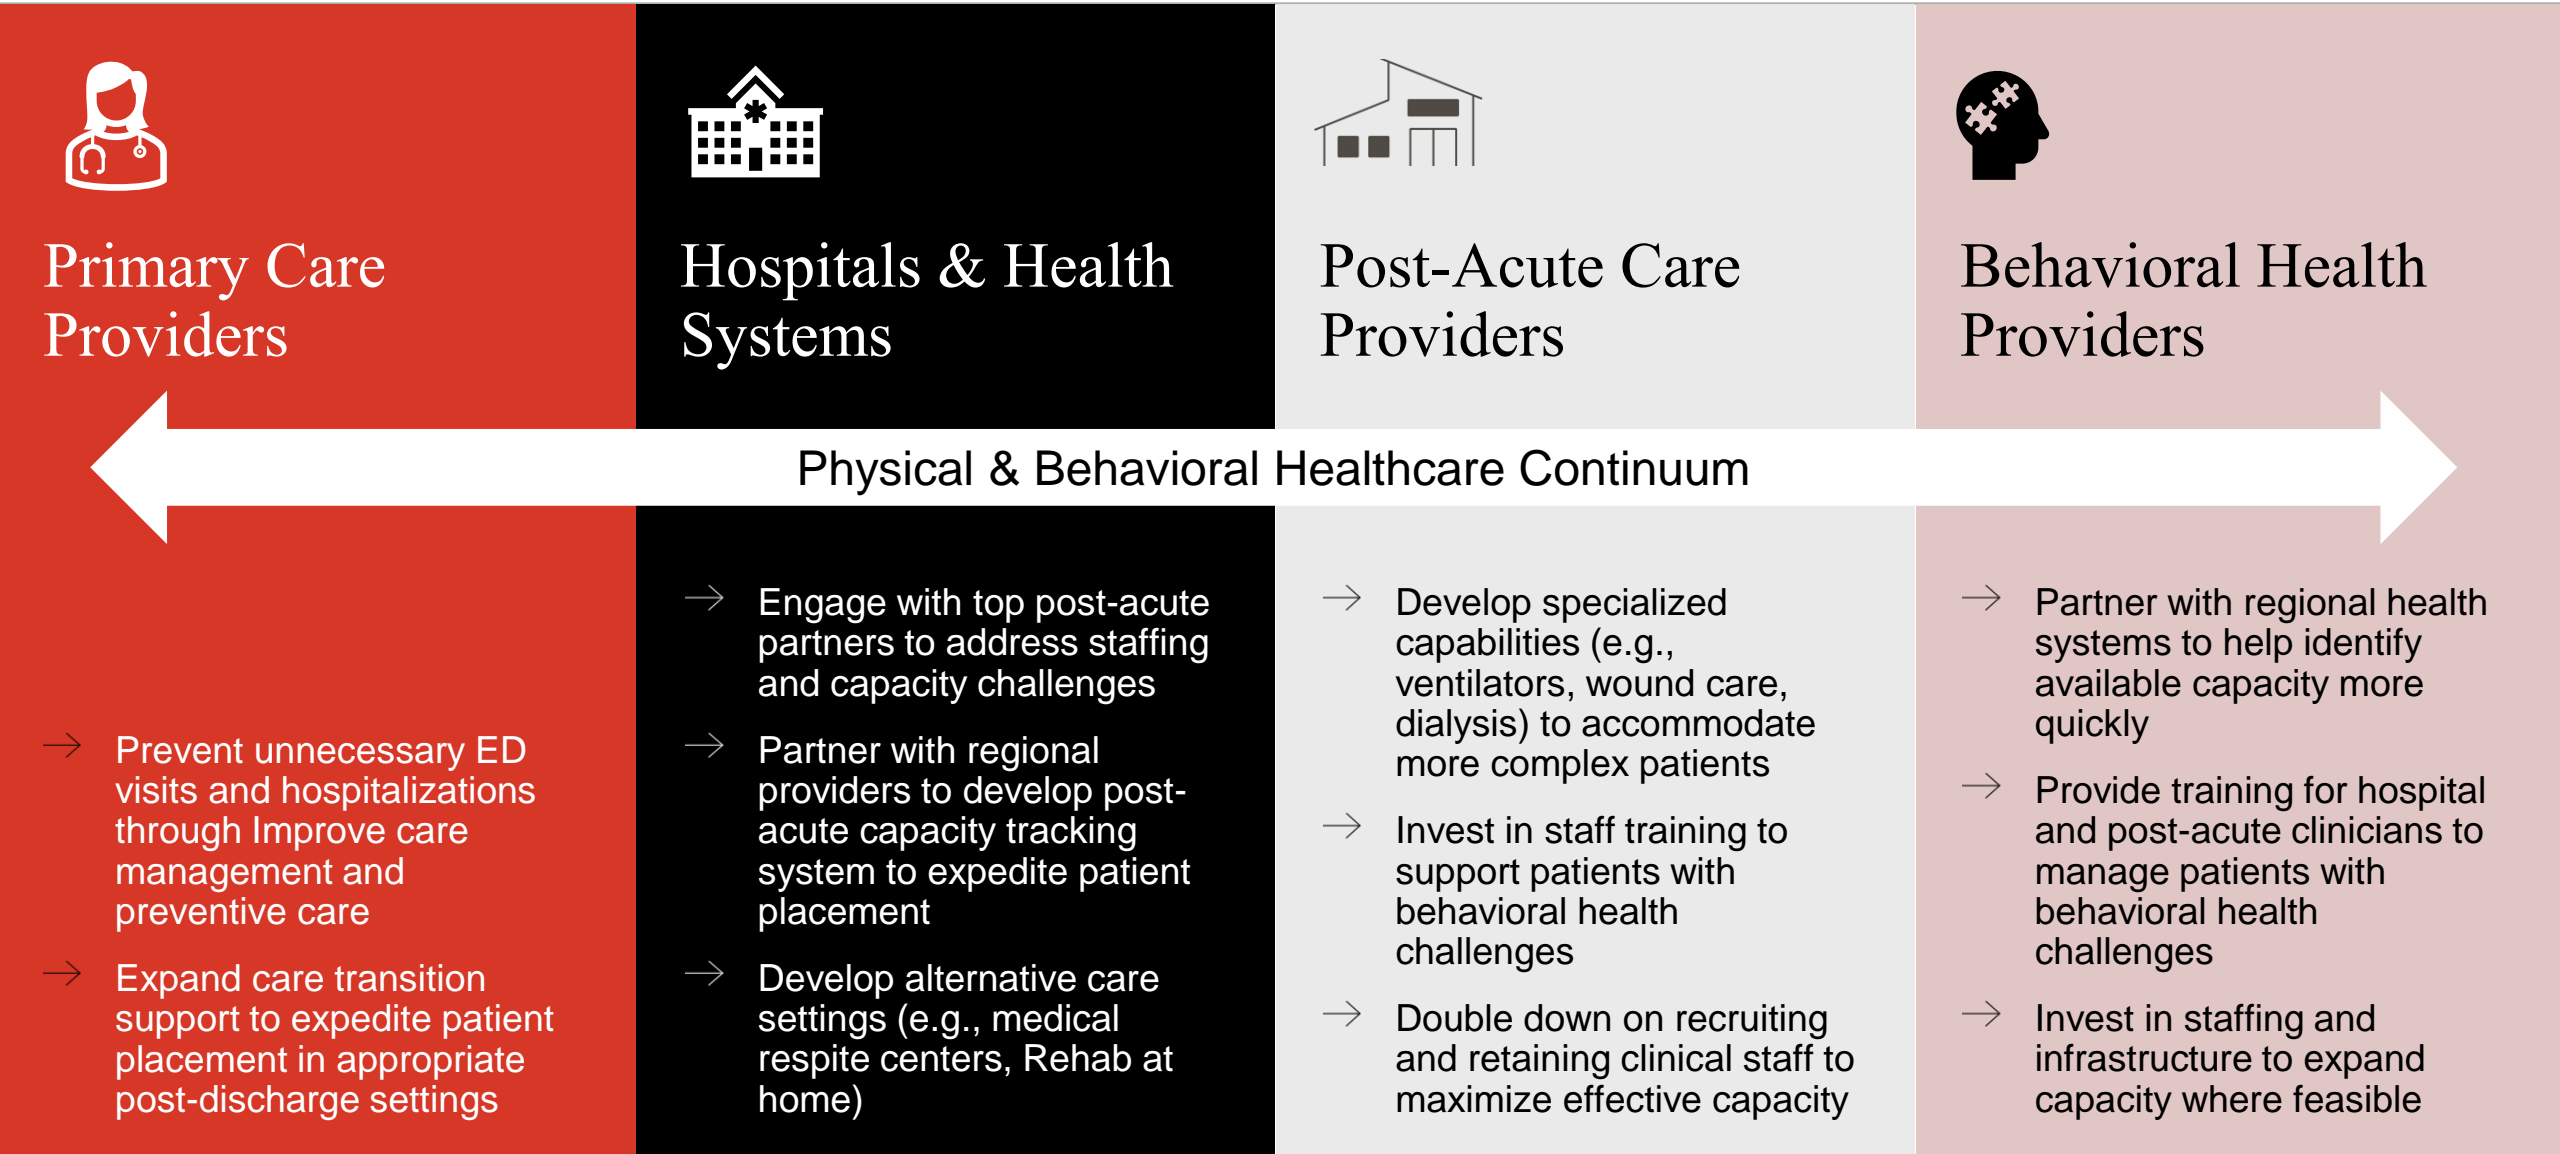 Primary Care
Providers
Hospitals & Health
Systems
Post-Acute Care
Providers
Behavioral Health
Providers
Physical & Behavioral Healthcare Continuum
Prevent unnecessary ED
visits and hospitalizations
through Improve care
management and
preventive care
Expand care transition
support to expedite patient
placement in appropriate
post-discharge settings
Engage with top post-acute
partners to address staffing
and capacity challenges
Partner with regional
providers to develop post-
acute capacity tracking
system to expedite patient
placement
Develop alternative care
settings (e.g., medical
respite centers, Rehab at
home)
Develop specialized
capabilities (e.g.,
ventilators, wound care,
dialysis) to accommodate
more complex patients
Invest in staff training to
support patients with
behavioral health
challenges
Double down on recruiting
and retaining clinical staff to
maximize effective capacity
Partner with regional health
systems to help identify
available capacity more
quickly
Provide training for hospital
and post-acute clinicians to
manage patients with
behavioral health
challenges
Invest in staffing and
infrastructure to expand
capacity where feasible